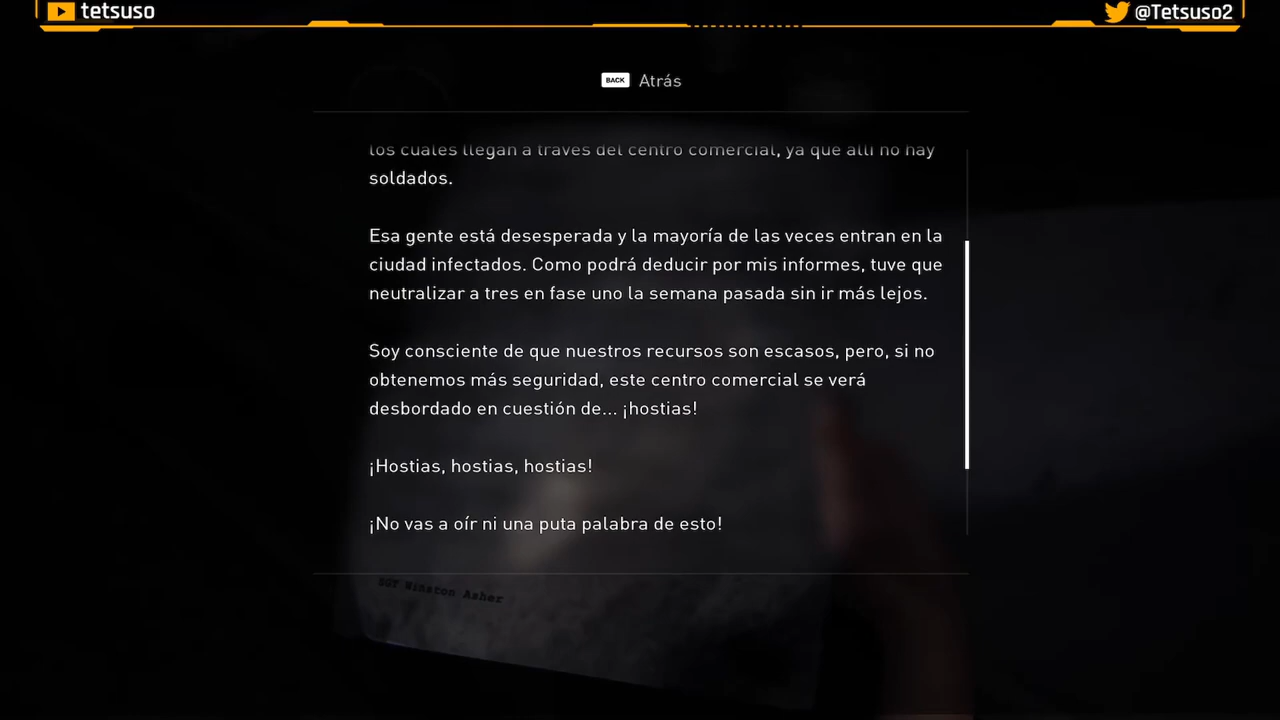 tetsuso
@Tetsuso2
BACK Atrás
los cuales llegan a través del centro comercial, ya que allí no hay
soldados.
Esa gente está desesperada y la mayoría de las veces entran en la
ciudad infectados. Como podrá deducir por mis informes, tuve que
neutralizar a tres en fase uno la semana pasada sin ir más lejos.
Soy consciente de que nuestros recursos son escasos, pero, si no
obtenemos más seguridad, este centro comercial se verá
desbordado en cuestión de... ¡hostias!
¡Hostias, hostias, hostias!
¡No vas a oír ni una puta palabra de esto!
SGT Winston Asher